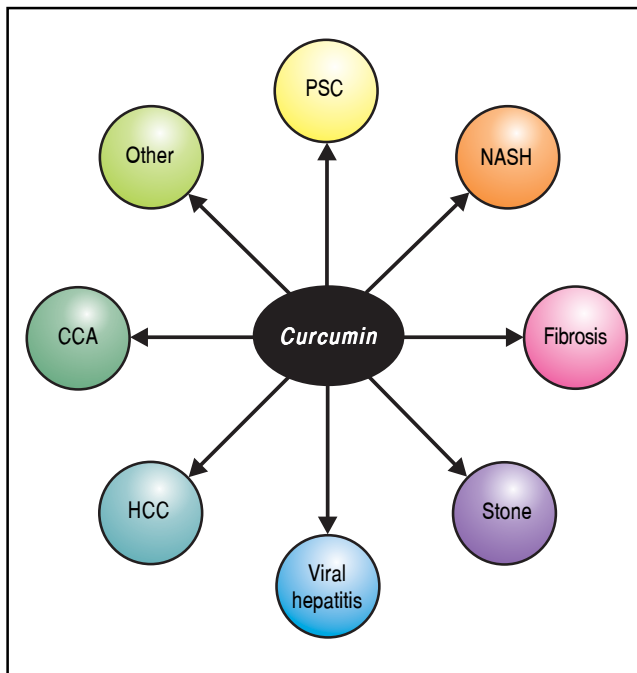 PSC
NASH
Fibrosis
Stone
Viral
hepatitis
HCC
CCA
Other
Curcumin